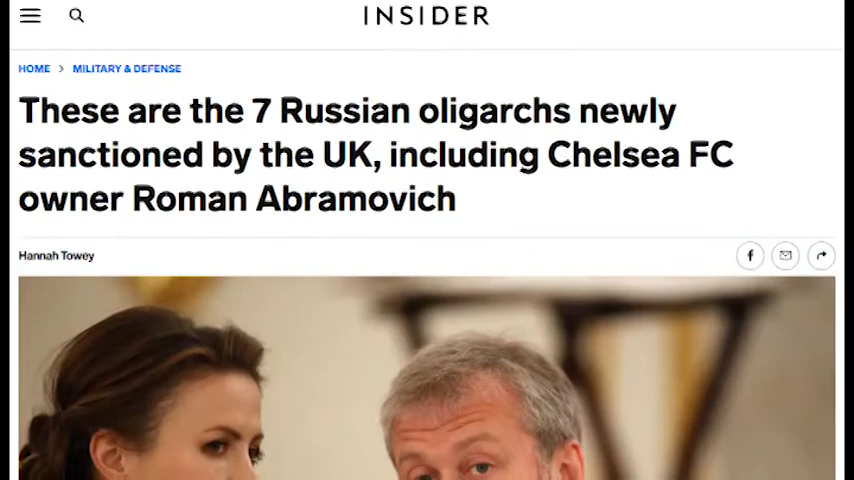 INSIDER
HOME > MILITARY & DEFENSE
These are the 7 Russian oligarchs newly
sanctioned by the UK, including Chelsea FC
owner Roman Abramovich
Hannah Towey
f